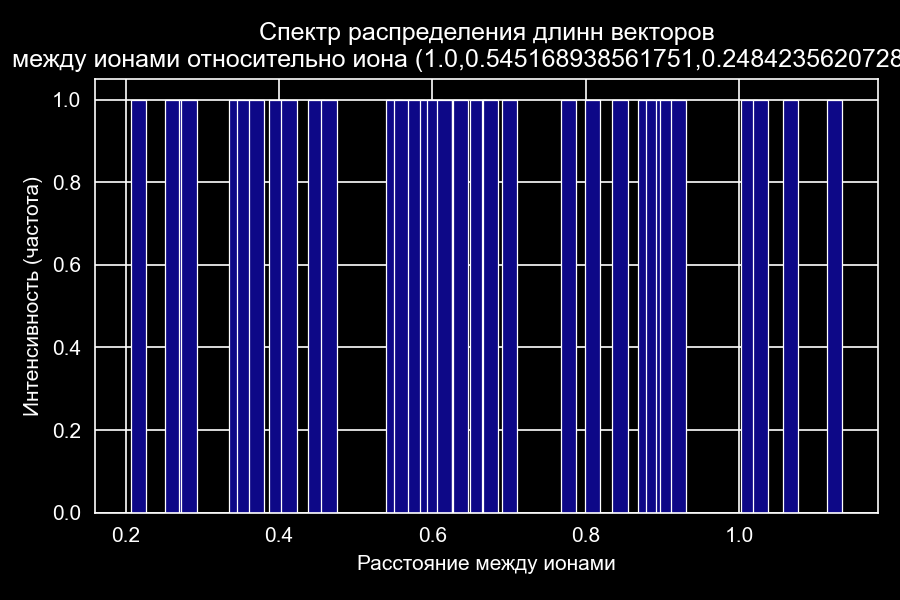 Спектр распределения длинн векторов
между ионами относительно иона (1.0,0.545168938561751,0.2484235620728
Интенсивность (частота)
1.0
0.8
0.6
0.4
0.2
0.0
0.2 0.4 0.6 0.8 1.0
Расстояние между ионами